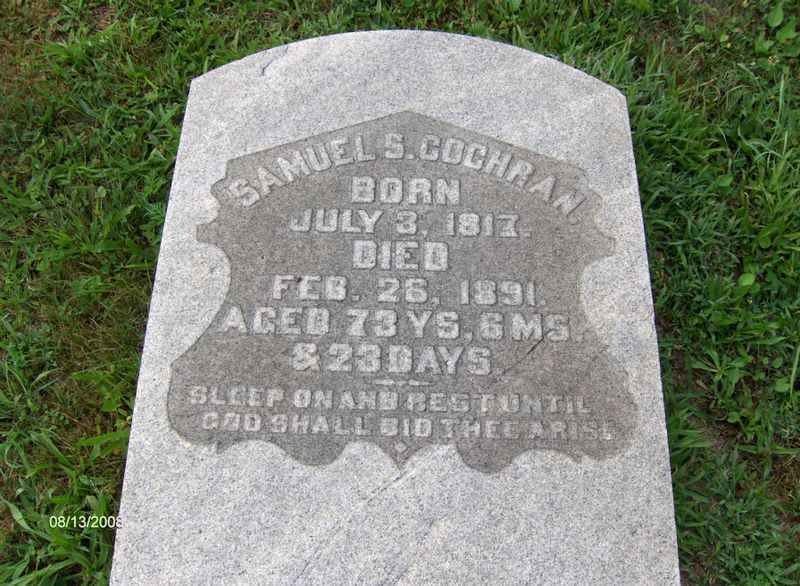 SAMUEL S. COCHRAN.
BORN
JULY 3, 1817.
DIED
FEB. 26, 1891.
AGED 73 YS, 6 MS.
& 23 DAYS.
SLEEP ON AND REST UNTIL
GOD SHALL BID THEE ARISE
08/13/2008